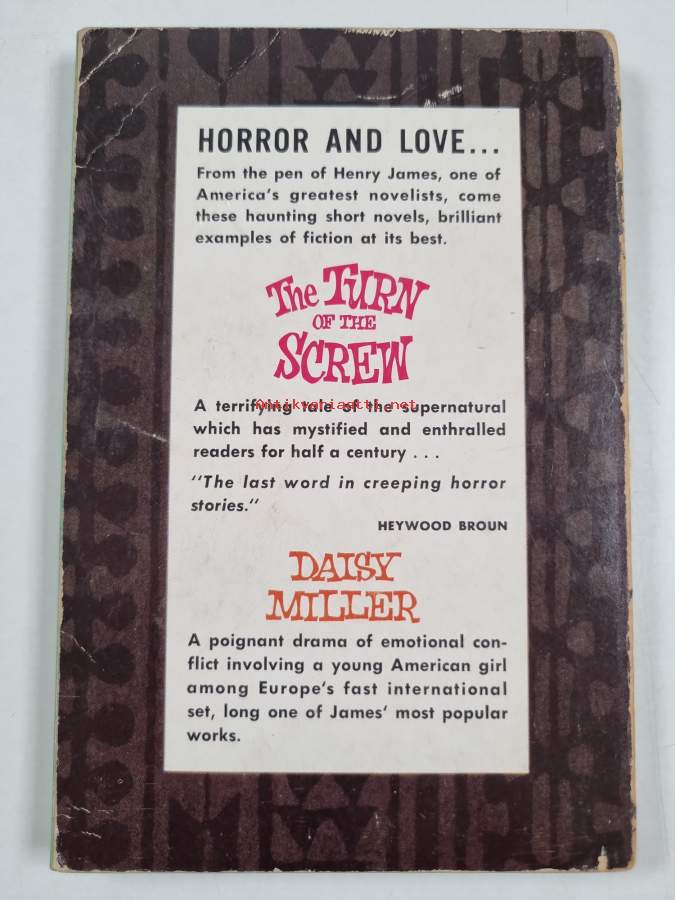 HORROR AND LOVE...
From the pen of Henry James, one of
America's greatest novelists, come
these haunting short novels, brilliant
examples of fiction at its best.
The TURN
OF THE
SCREW
Antikvariaatti.net
A terrifying tale of the supernatural
which has mystified and enthralled
readers for half a century . . .
"The last word in creeping horror
stories."
HEYWOOD BROUN
DAISY
MILLER
A poignant drama of emotional con-
flict involving a young American girl
among Europe's fast international
set, long one of James' most popular
works.